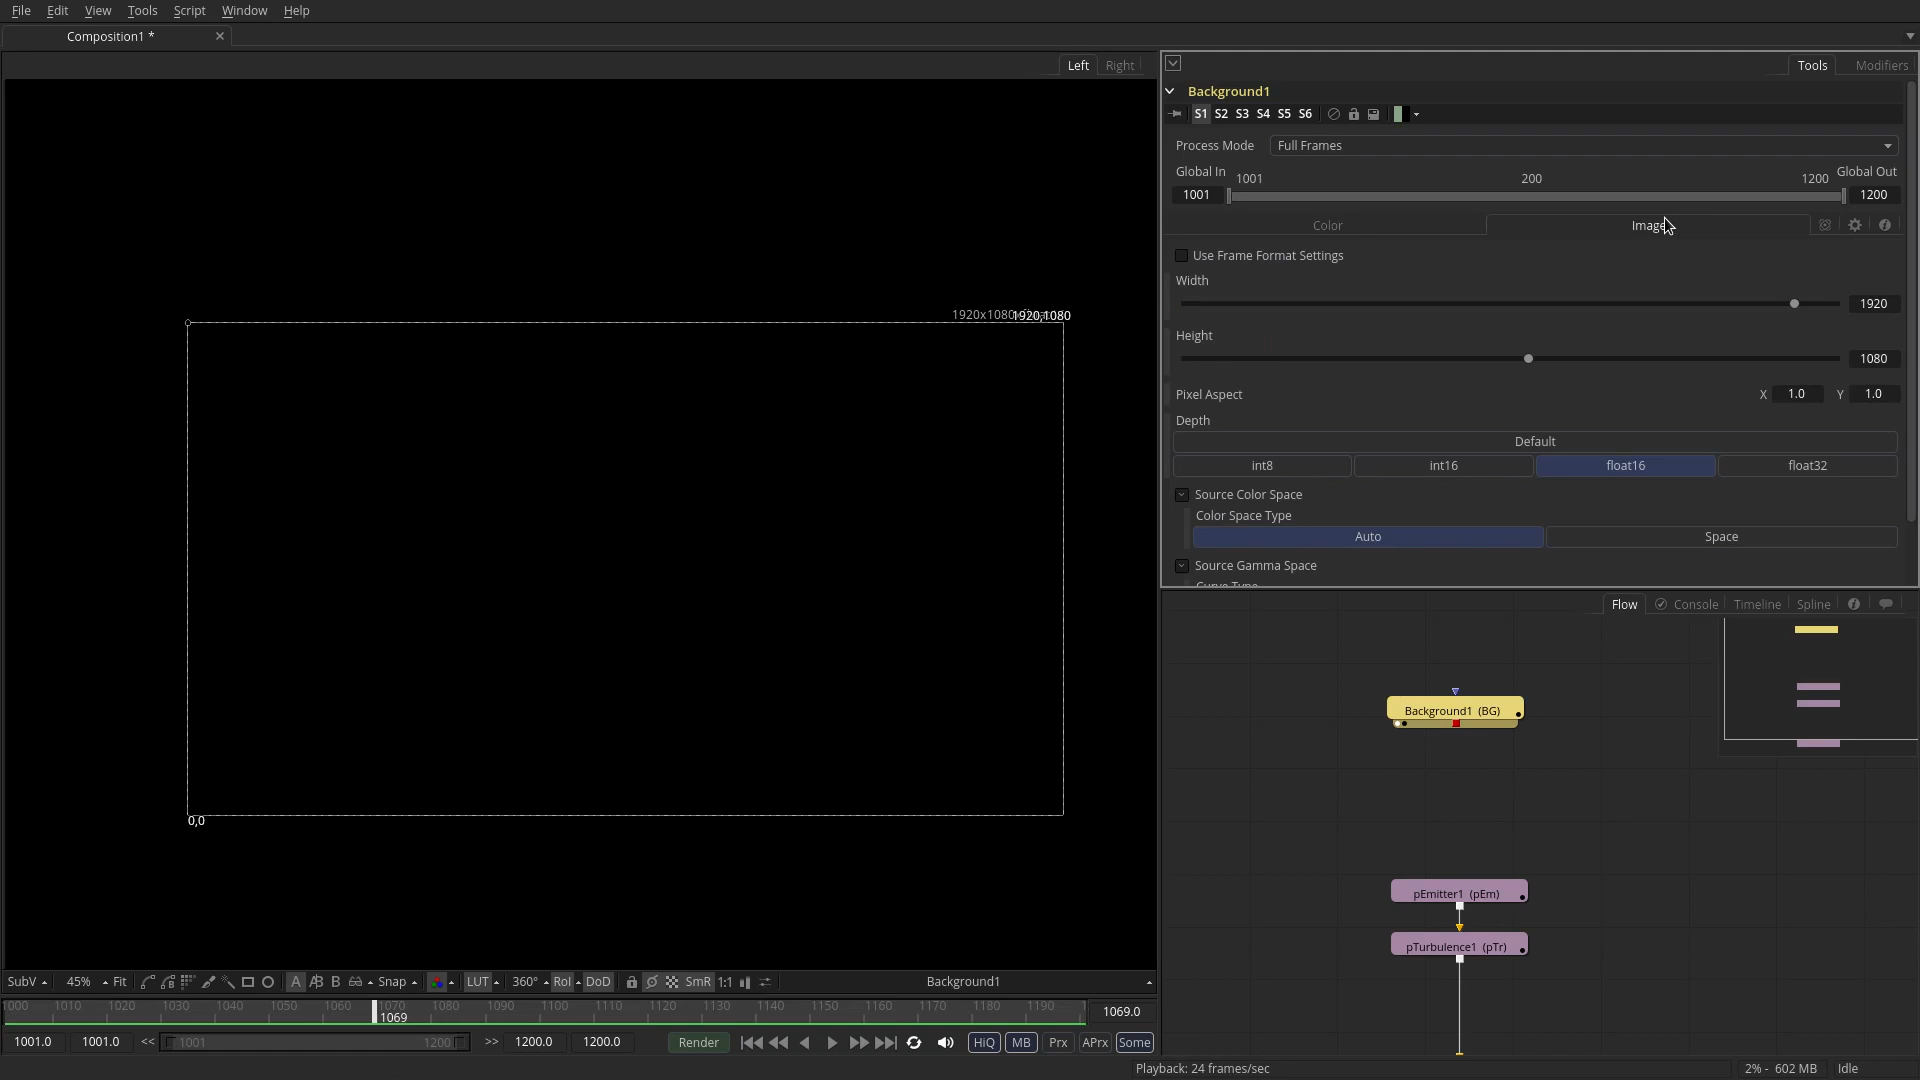 File Edit View Tools Script Window Help
Composition1 *
Left Right
Tools Modifiers
Background1
S1 S2 S3 S4 S5 S6
Process Mode Full Frames
Global In 1001 200 1200 Global Out
1001 1200
Color Image
Use Frame Format Settings
Width
1920
1920x1080 1920,1080
Height
1080
Pixel Aspect X 1.0 Y 1.0
Depth
Default
int8 int16 float16 float32
Source Color Space
Color Space Type
Auto Space
Source Gamma Space
Curve Type
Flow Console Timeline Spline
Background1 (BG)
0,0
pEmitter1 (pEm)
pTurbulence1 (pTr)
SubV 45% Fit A B Snap LUT 360° RoI DoD SmR 1:1 Background1
1000 1010 1020 1030 1040 1050 1060 1080 1090 1100 1110 1120 1130 1140 1150 1160 1170 1180 1190 1069.0
1069
1001.0 1001.0 << 1001 1200 >> 1200.0 1200.0 Render HiQ MB Prx APrx Some
Playback: 24 frames/sec 2% - 602 MB Idle